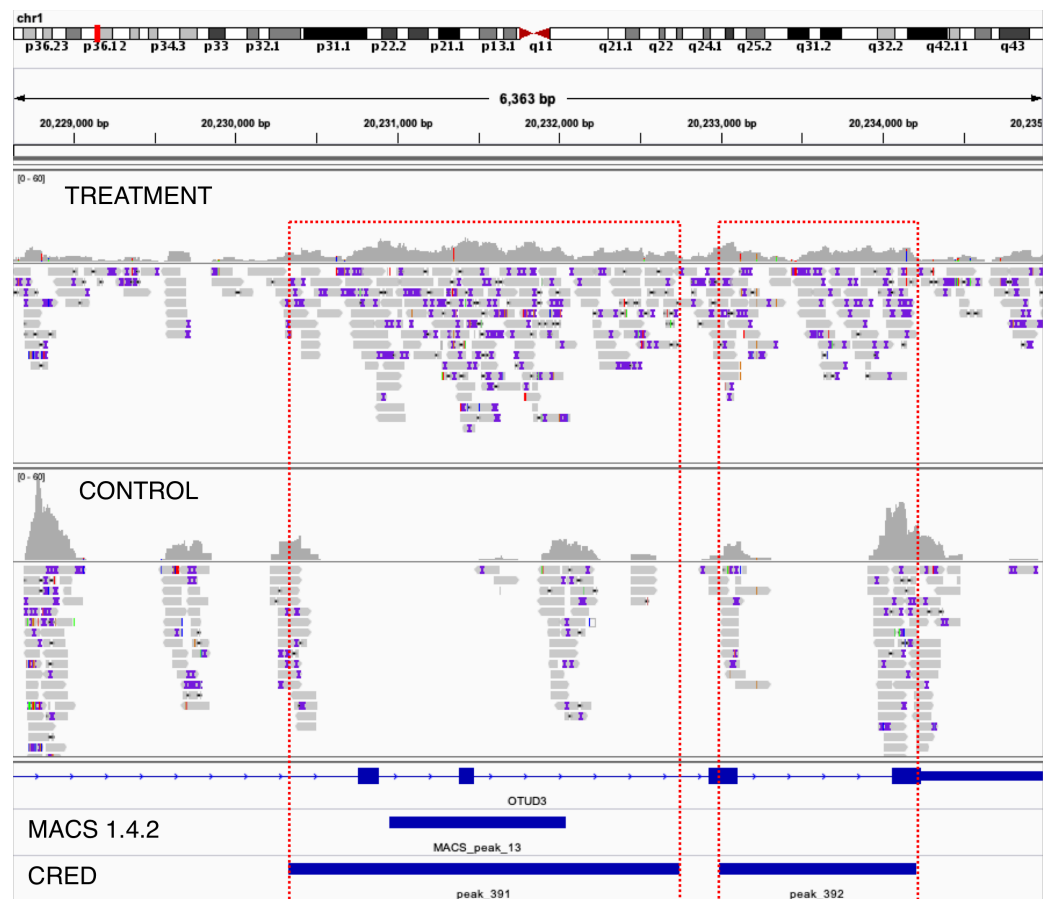 chr1
p36.23 p36.12 p34.3 p33 p32.1 p31.1 p22.2 p21.1 p13.1 q11 q21.1 q22 q24.1 q25.2 q31.2 q32.2 q42.11 q43
6,363 bp
20,229,000 bp 20,230,000 bp 20,231,000 bp 20,232,000 bp 20,233,000 bp 20,234,000 bp 20,235
[0 - 60]
TREATMENT
[0 - 60]
CONTROL
OTUD3
MACS 1.4.2
MACS_peak_13
CRED
peak_391 peak_392